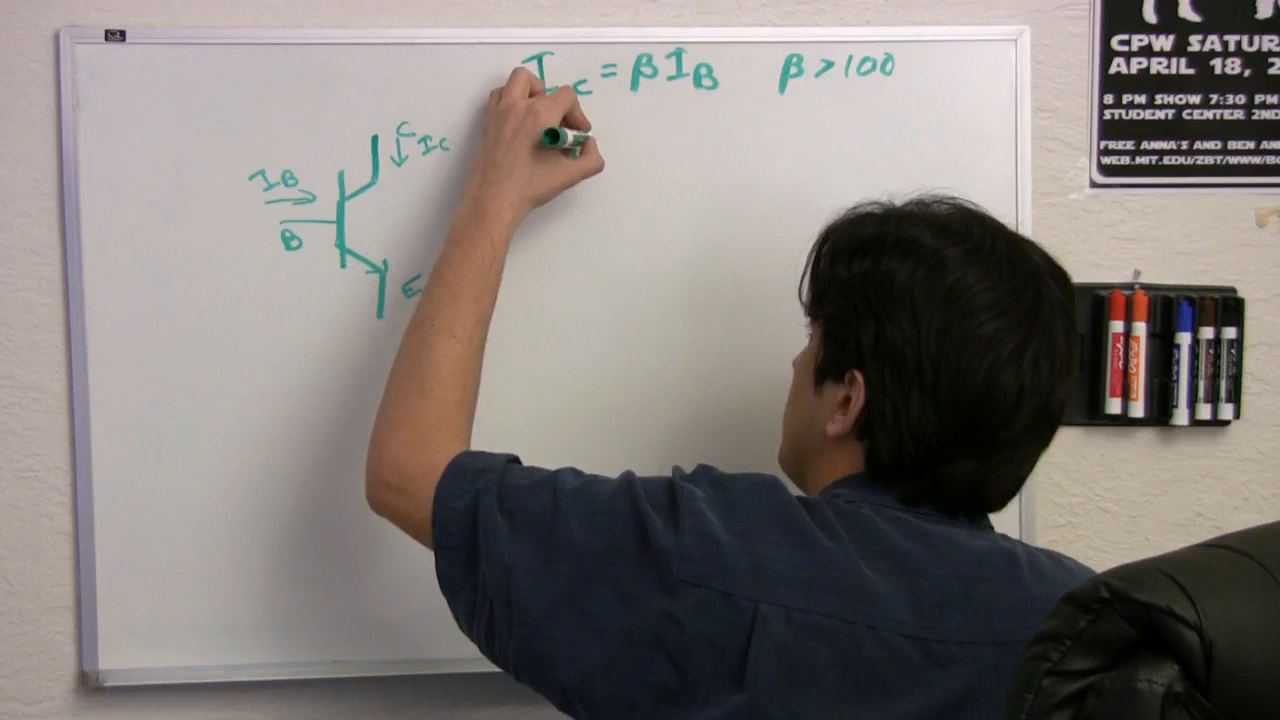 I_C = βI_B β > 100
C
I_C
I_B
B
E
CPW SATUR
APRIL 18, 2
8 PM SHOW 7:30 PM
STUDENT CENTER 2ND
FREE ANNA'S AND BEN AN
WEB.MIT.EDU/ZBT/WWW/BO